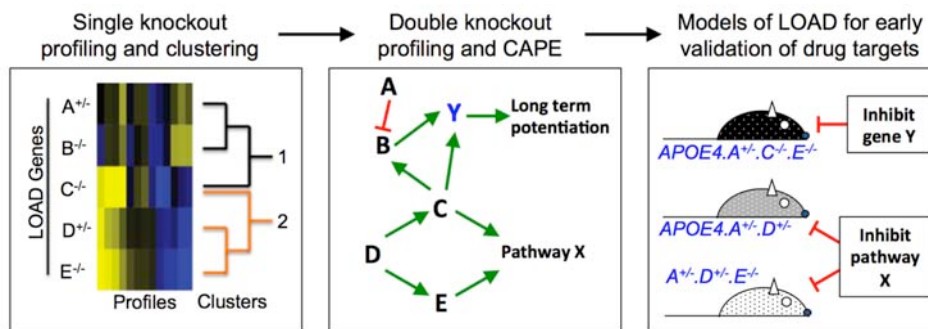 Single knockout
profiling and clustering
Double knockout
profiling and CAPE
Models of LOAD for early
validation of drug targets
LOAD Genes
A+/-
B-/-
C-/-
D+/-
E-/-
1
2
Profiles
Clusters
A
B
Y
Long term
potentiation
C
D
Pathway X
E
Inhibit
gene Y
APOE4.A+/-.C-/-.E-/-
APOE4.A+/-.D+/-
Inhibit
pathway
X
A+/-.D+/-.E-/-